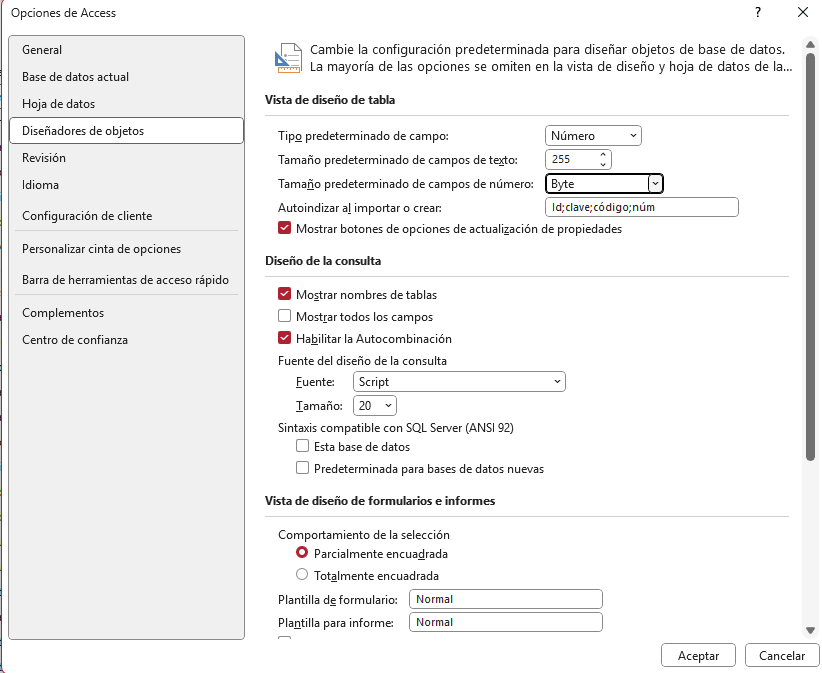 Opciones de Access
?
General
Base de datos actual
Hoja de datos
Diseñadores de objetos
Revisión
Idioma
Configuración de cliente
Personalizar cinta de opciones
Barra de herramientas de acceso rápido
Complementos
Centro de confianza
Cambie la configuración predeterminada para diseñar objetos de base de datos.
La mayoría de las opciones se omiten en la vista de diseño y hoja de datos de la...
Vista de diseño de tabla
Tipo predeterminado de campo: Número
Tamaño predeterminado de campos de texto: 255
Tamaño predeterminado de campos de número: Byte
Autoindizar al importar o crear: Id;clave;código;núm
Mostrar botones de opciones de actualización de propiedades
Diseño de la consulta
Mostrar nombres de tablas
Mostrar todos los campos
Habilitar la Autocombinación
Fuente del diseño de la consulta
Fuente: Script
Tamaño: 20
Sintaxis compatible con SQL Server (ANSI 92)
Esta base de datos
Predeterminada para bases de datos nuevas
Vista de diseño de formularios e informes
Comportamiento de la selección
Parcialmente encuadrada
Totalmente encuadrada
Plantilla de formulario: Normal
Plantilla para informe: Normal
Aceptar Cancelar